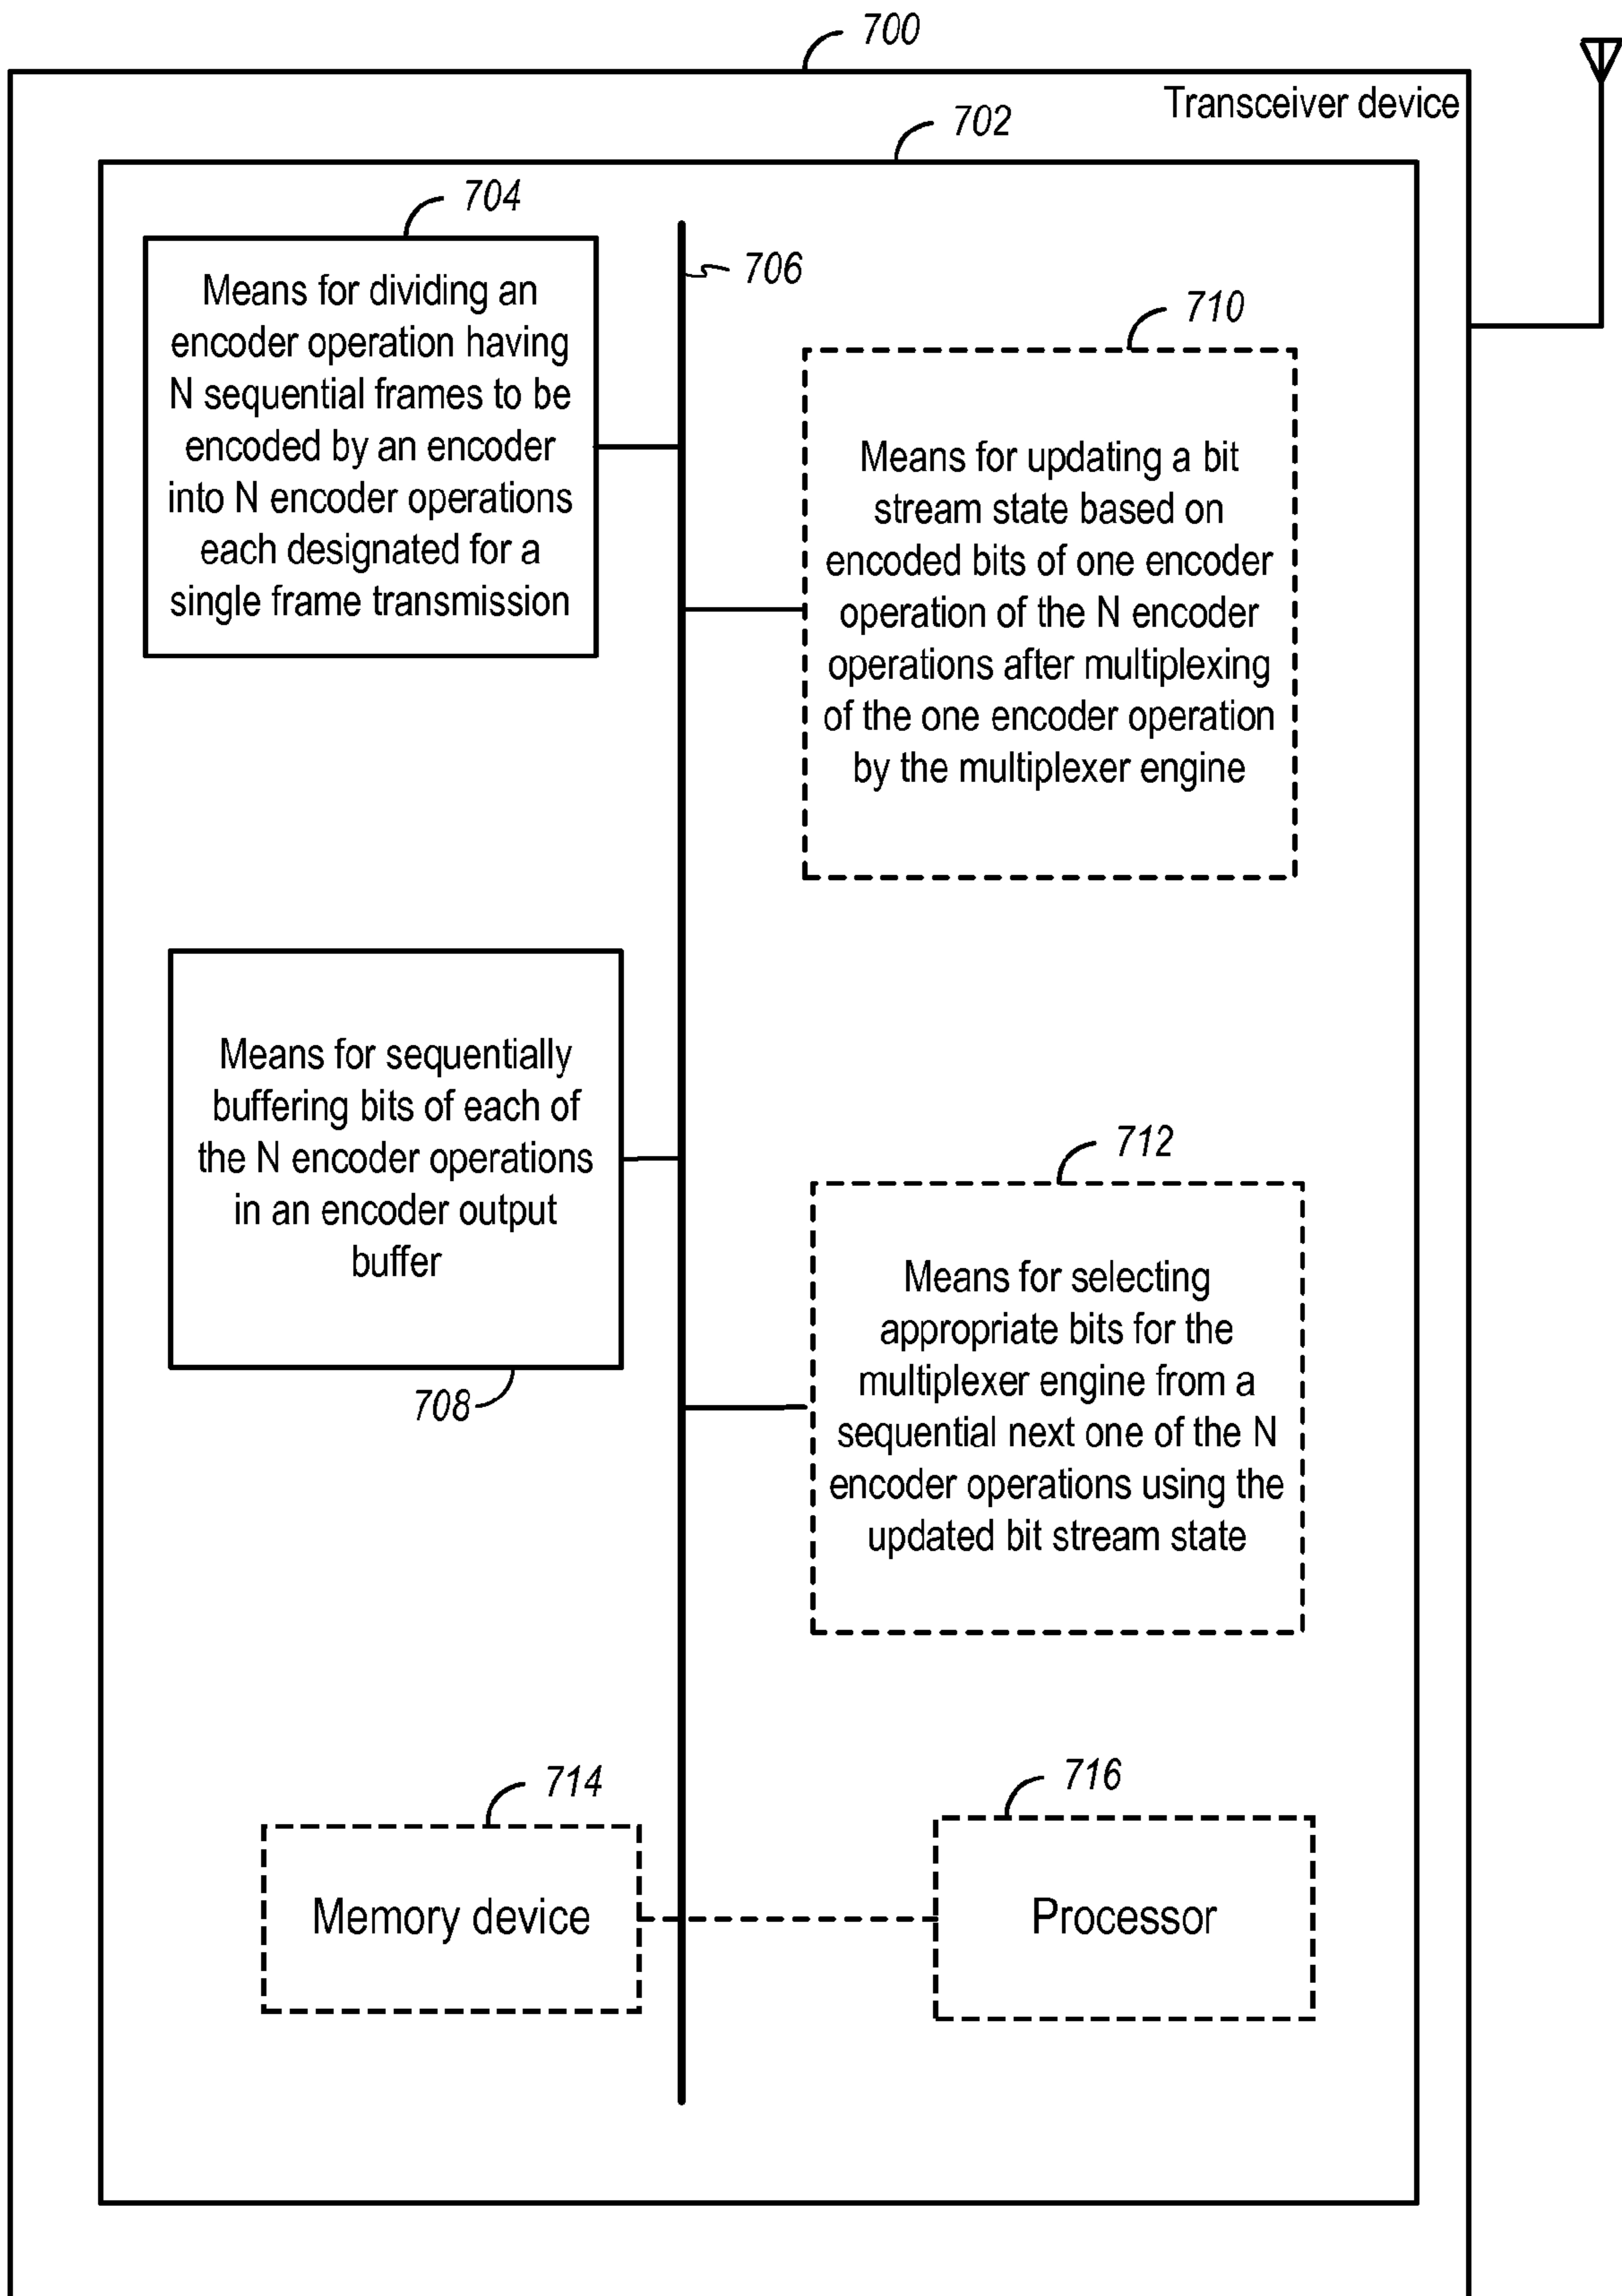 700
Transceiver device
702
704
Means for dividing an
encoder operation having
N sequential frames to be
encoded by an encoder
into N encoder operations
each designated for a
single frame transmission
706
710
Means for updating a bit
stream state based on
encoded bits of one encoder
operation of the N encoder
operations after multiplexing
of the one encoder operation
by the multiplexer engine
Means for sequentially
buffering bits of each of
the N encoder operations
in an encoder output
buffer
708
712
Means for selecting
appropriate bits for the
multiplexer engine from a
sequential next one of the N
encoder operations using the
updated bit stream state
714
Memory device
716
Processor